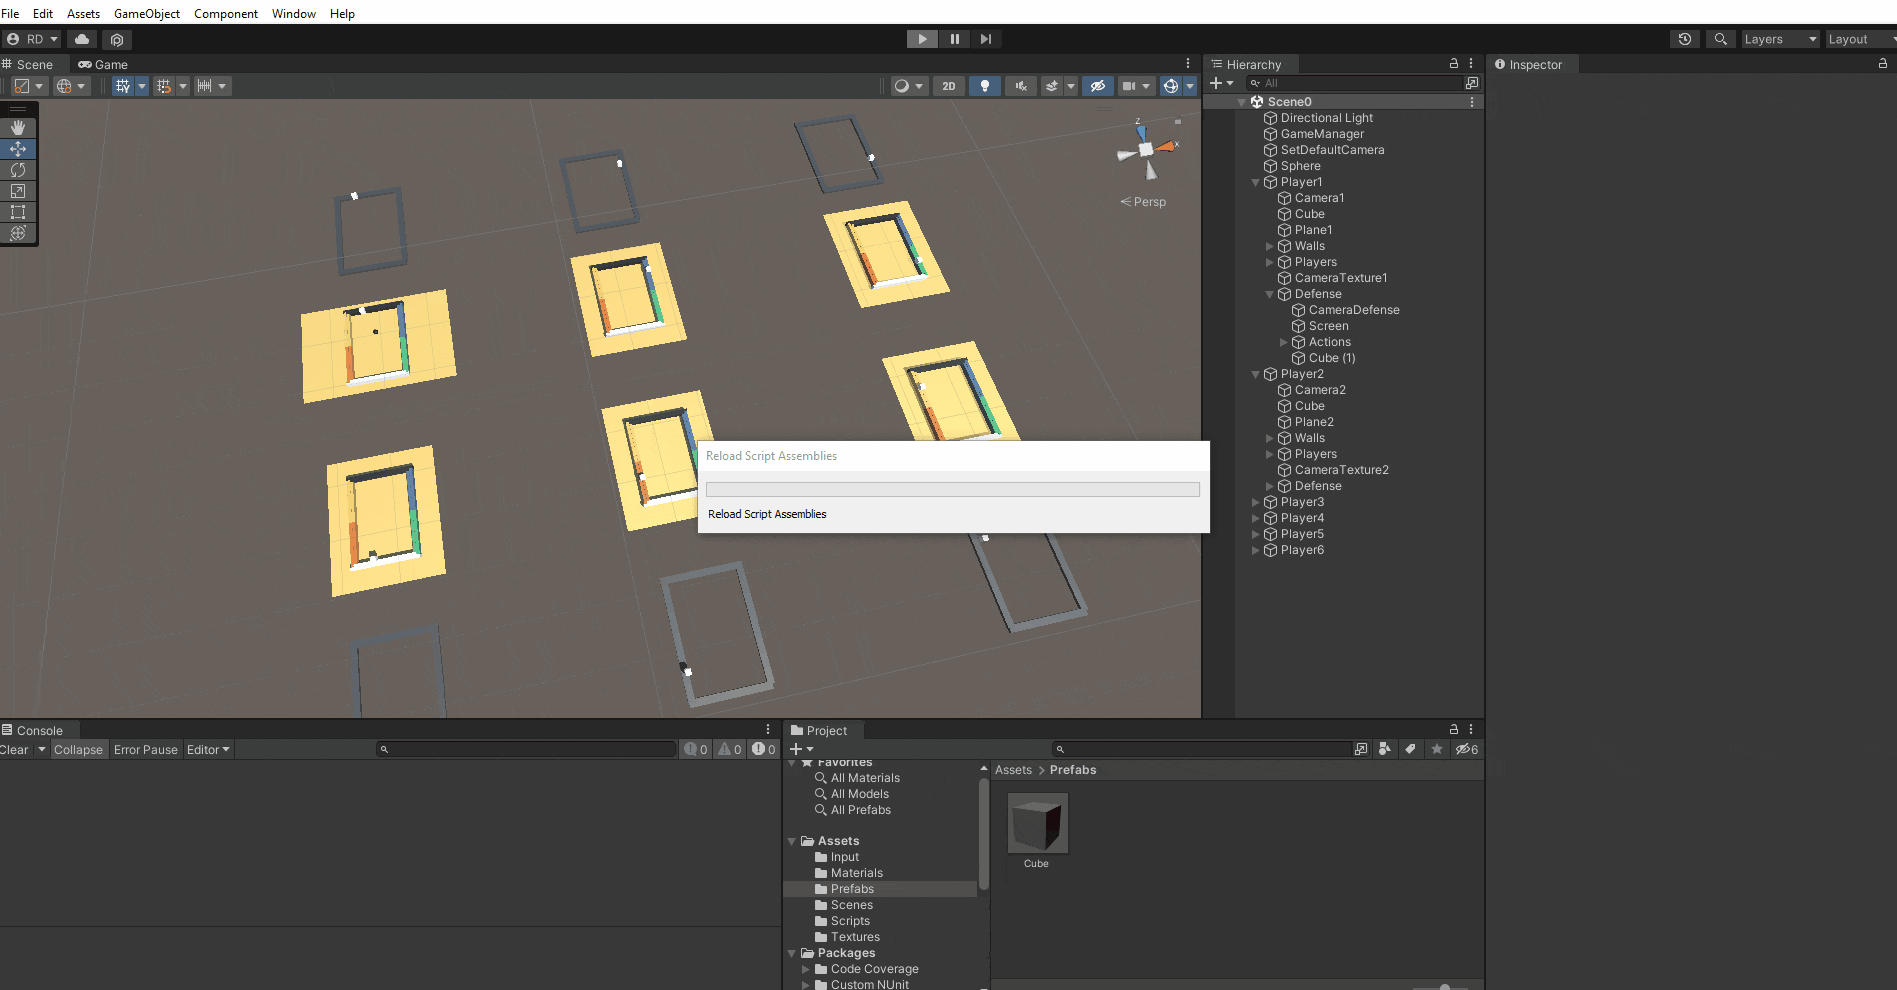 File Edit Assets GameObject Component Window Help
RD Layers Layout
Scene Game
2D
Z
X
Persp
Hierarchy
All
Scene0
Directional Light
GameManager
SetDefaultCamera
Sphere
Player1
Camera1
Cube
Plane1
Walls
Players
CameraTexture1
Defense
CameraDefense
Screen
Actions
Cube (1)
Player2
Camera2
Cube
Plane2
Walls
Players
CameraTexture2
Defense
Player3
Player4
Player5
Player6
Inspector
Reload Script Assemblies
Reload Script Assemblies
Console
Clear Collapse Error Pause Editor 0 0 0
Project
6
Favorites
All Materials
All Models
All Prefabs
Assets
Input
Materials
Prefabs
Scenes
Scripts
Textures
Packages
Code Coverage
Custom NUnit
Assets > Prefabs
Cube